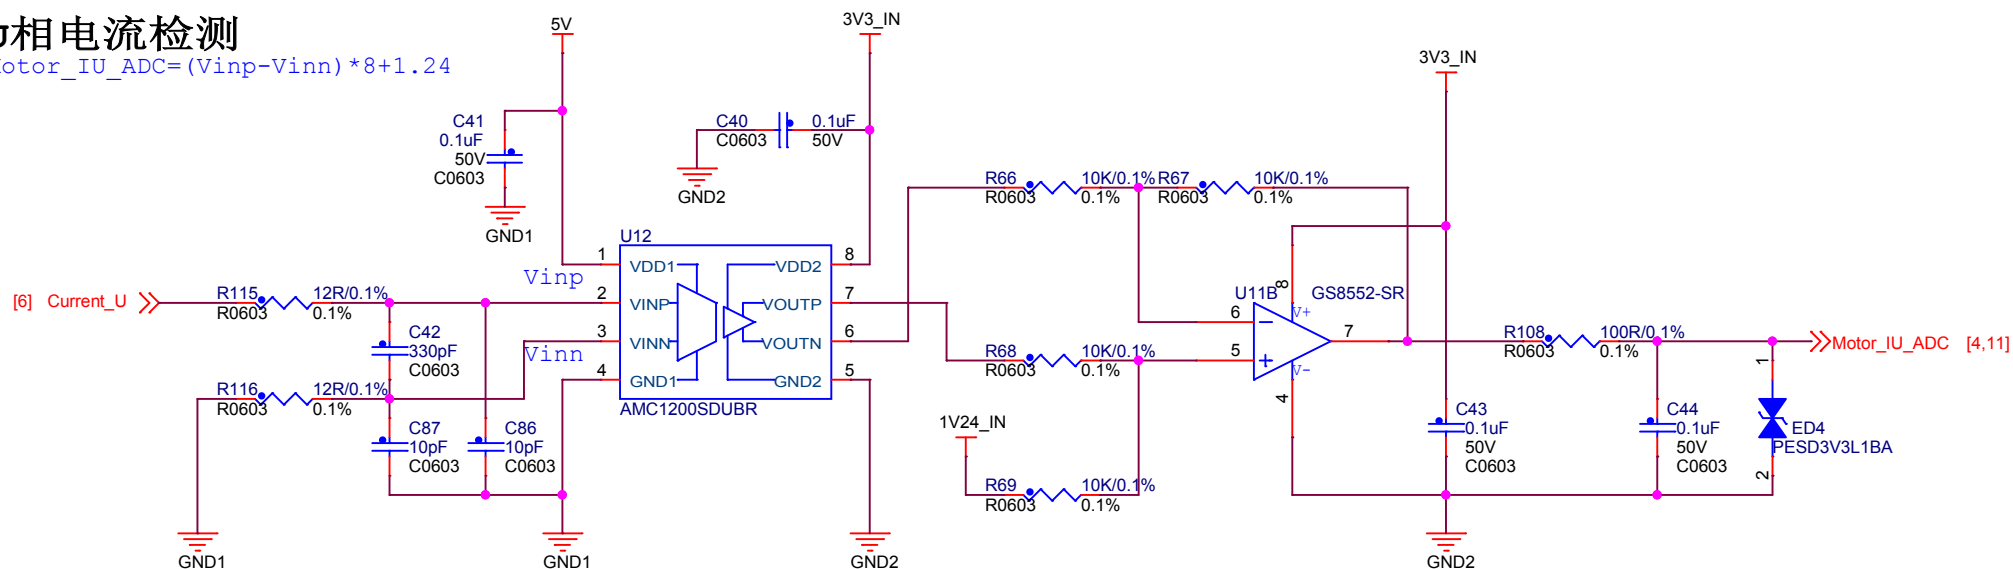 相电流检测
Motor_IU_ADC=(Vinp-Vinn)*8+1.24
5V
3V3_IN
3V3_IN
C41
0.1uF
50V
C0603
GND1
C40
C0603
0.1uF
50V
GND2
R66
R0603
10K/0.1%
0.1%
R67
R0603
10K/0.1%
0.1%
U12
1
VDD1
VDD2
8
Vinp
2
VINP
VOUTP
7
3
VINN
VOUTN
6
Vinn
4
GND1
GND2
5
AMC1200SDUBR
[6] Current_U
R115
R0603
12R/0.1%
0.1%
C42
330pF
C0603
R116
R0603
12R/0.1%
0.1%
C87
10pF
C0603
C86
10pF
C0603
GND1
GND1
GND2
R68
R0603
10K/0.1%
0.1%
1V24_IN
R69
R0603
10K/0.1%
0.1%
U11B
GS8552-SR
8
V+
6
5
7
V-
4
R108
R0603
100R/0.1%
0.1%
Motor_IU_ADC [4,11]
C43
0.1uF
50V
C0603
C44
0.1uF
50V
C0603
1
ED4
PESD3V3L1BA
2
GND2